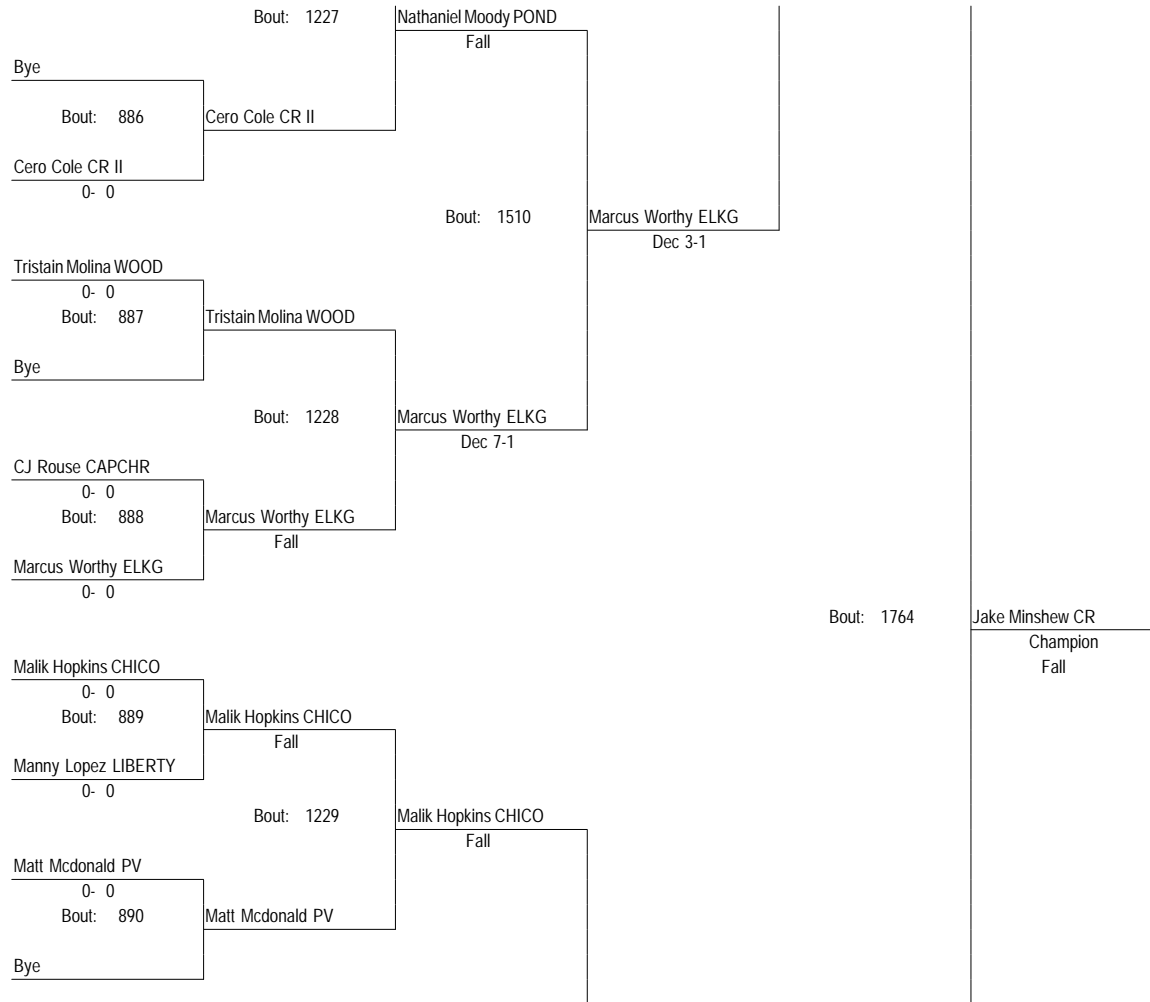 Bout: 1227 Nathaniel Moody POND
Fall
Bye
Bout: 886 Cero Cole CR II
Cero Cole CR II
0- 0
Bout: 1510 Marcus Worthy ELKG
Dec 3-1
Tristain Molina WOOD
0- 0
Bout: 887 Tristain Molina WOOD
Bye
Bout: 1228 Marcus Worthy ELKG
Dec 7-1
CJ Rouse CAPCHR
0- 0
Bout: 888 Marcus Worthy ELKG
Fall
Marcus Worthy ELKG
0- 0
Bout: 1764 Jake Minshew CR
Champion
Fall
Malik Hopkins CHICO
0- 0
Bout: 889 Malik Hopkins CHICO
Fall
Manny Lopez LIBERTY
0- 0
Bout: 1229 Malik Hopkins CHICO
Fall
Matt Mcdonald PV
0- 0
Bout: 890 Matt Mcdonald PV
Bye